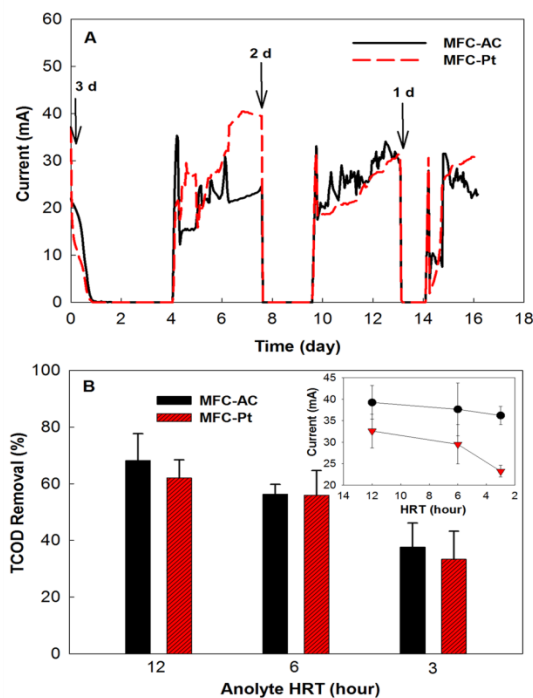 A
MFC-AC
MFC-Pt
3 d
2 d
1 d
60
50
40
30
20
10
0
Current (mA)
0 2 4 6 8 10 12 14 16 18
Time (day)
B
MFC-AC
MFC-Pt
100
80
60
40
20
0
TCOD Removal (%)
45
40
35
30
25
20
Current (mA)
14 12 10 8 6 4 2
HRT (hour)
12 6 3
Anolyte HRT (hour)